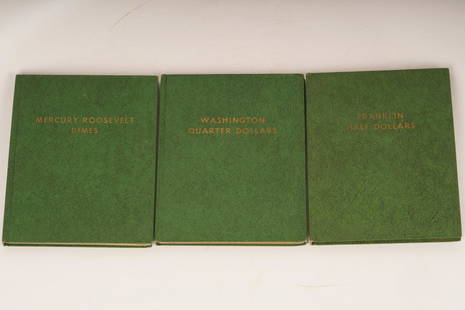 MERCURY-ROOSEVELT
DIMES
WASHINGTON
QUARTER DOLLARS
FRANKLIN
HALF DOLLARS